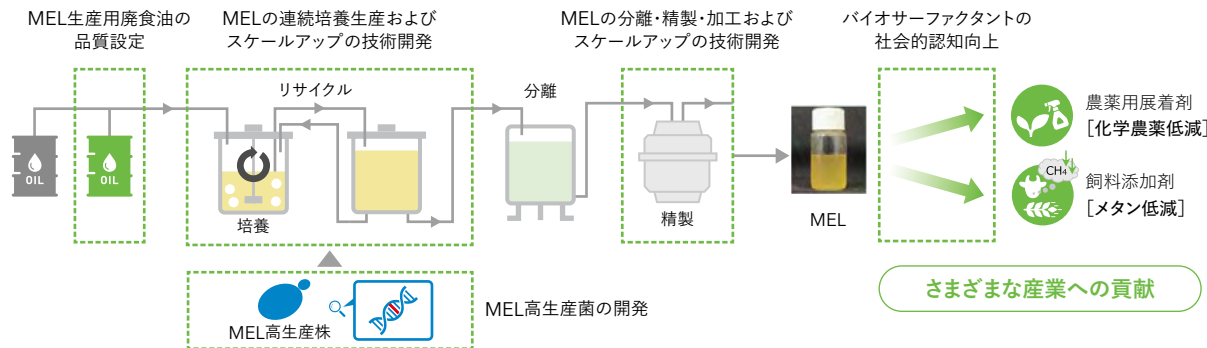 MEL生産用廃食油の
品質設定
MELの連続培養生産および
スケールアップの技術開発
MELの分離・精製・加工および
スケールアップの技術開発
バイオサーファクタントの
社会的認知向上
リサイクル
分離
OIL
OIL
培養
精製
MEL
農薬用展着剤
[化学農薬低減]
CH₄
飼料添加剤
[メタン低減]
MEL高生産株
MEL高生産菌の開発
さまざまな産業への貢献